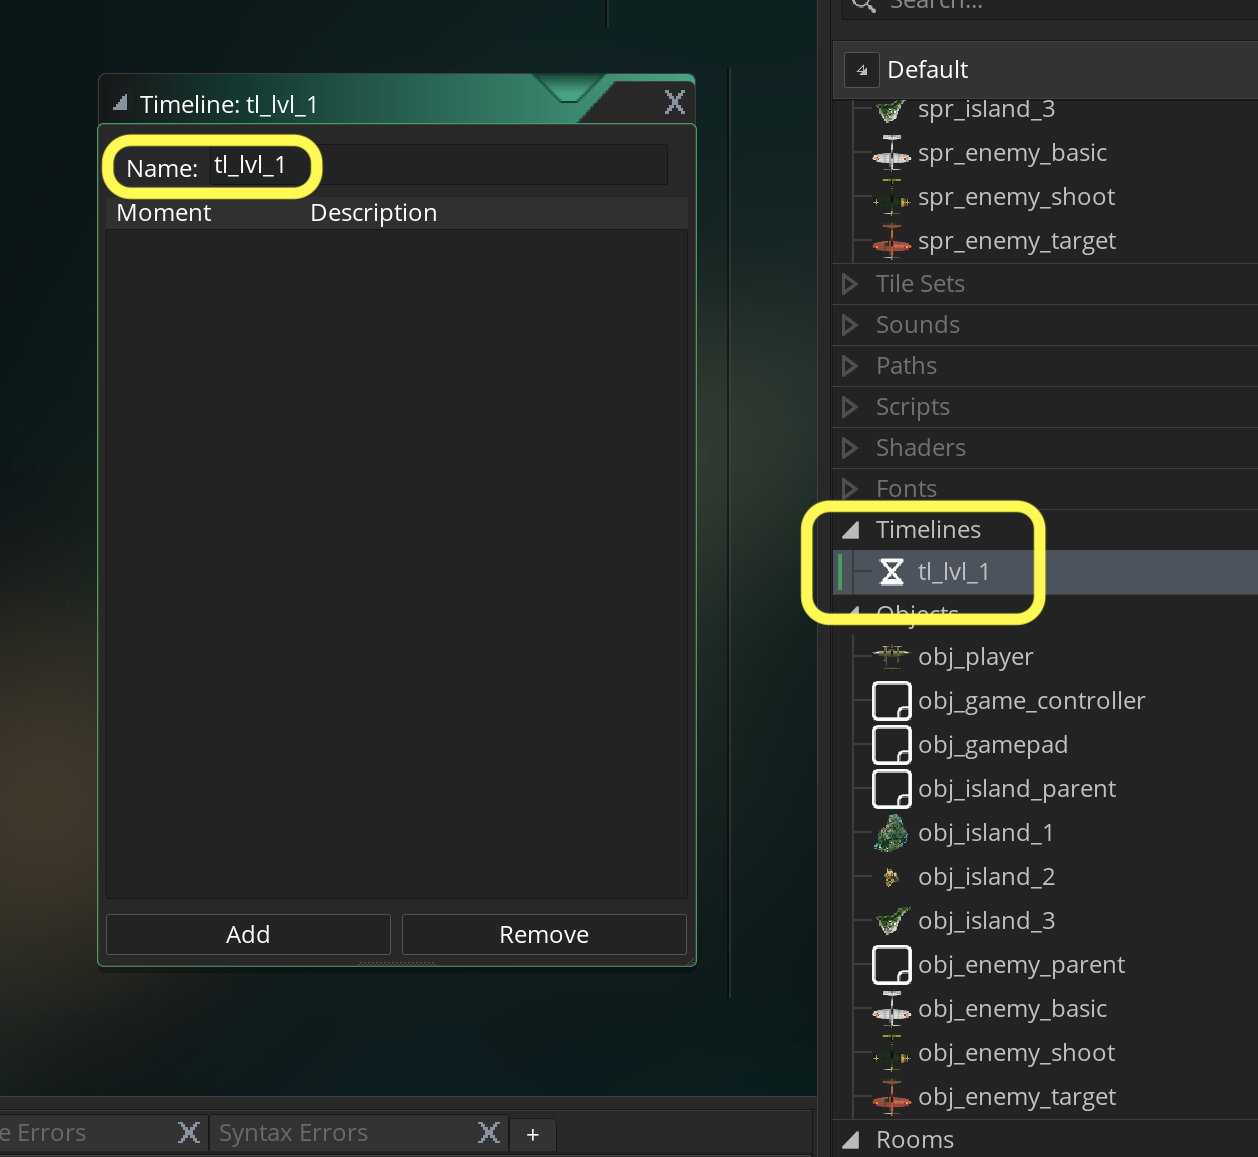 Timeline: tl_lvl_1
Name: tl_lvl_1
Moment Description
Add Remove
e Errors
Syntax Errors
+
Search...
Default
spr_island_3
spr_enemy_basic
spr_enemy_shoot
spr_enemy_target
Tile Sets
Sounds
Paths
Scripts
Shaders
Fonts
Timelines
tl_lvl_1
Objects
obj_player
obj_game_controller
obj_gamepad
obj_island_parent
obj_island_1
obj_island_2
obj_island_3
obj_enemy_parent
obj_enemy_basic
obj_enemy_shoot
obj_enemy_target
Rooms